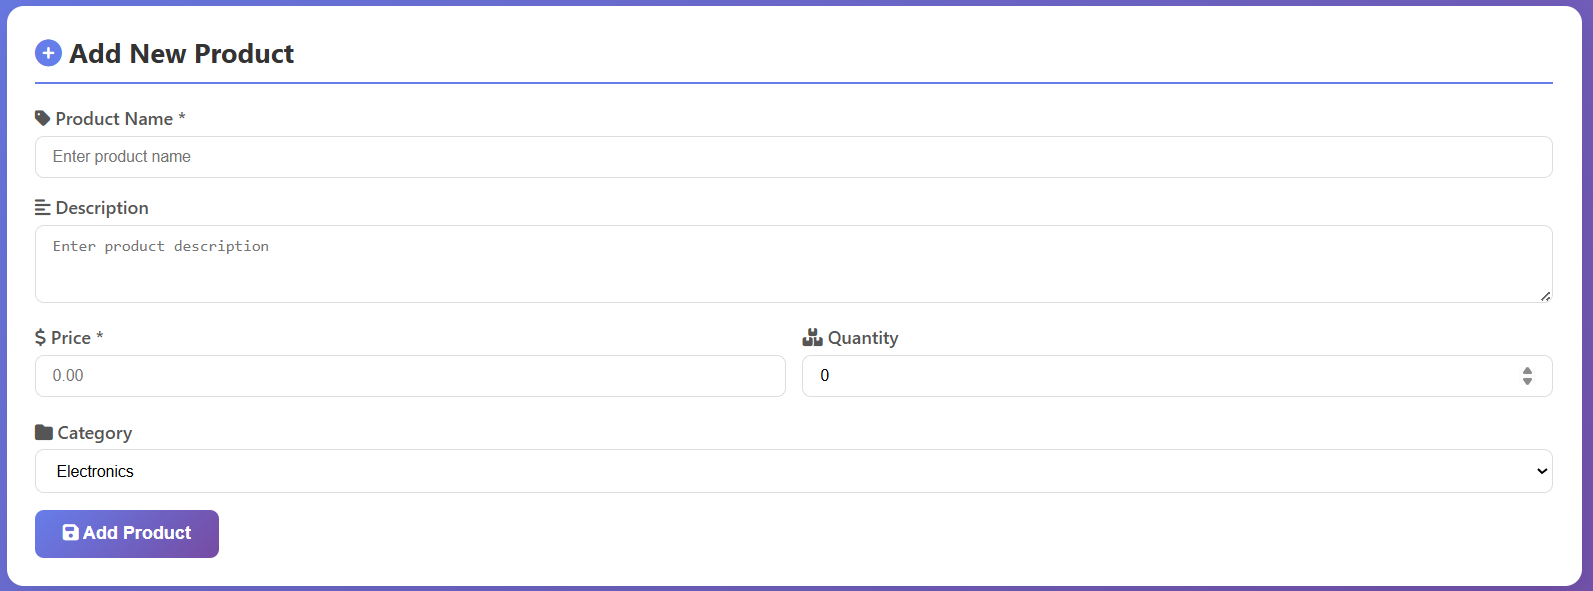 Add New Product
Product Name *
Enter product name
Description
Enter product description
$ Price *
Quantity
0.00
0
Category
Electronics
Add Product